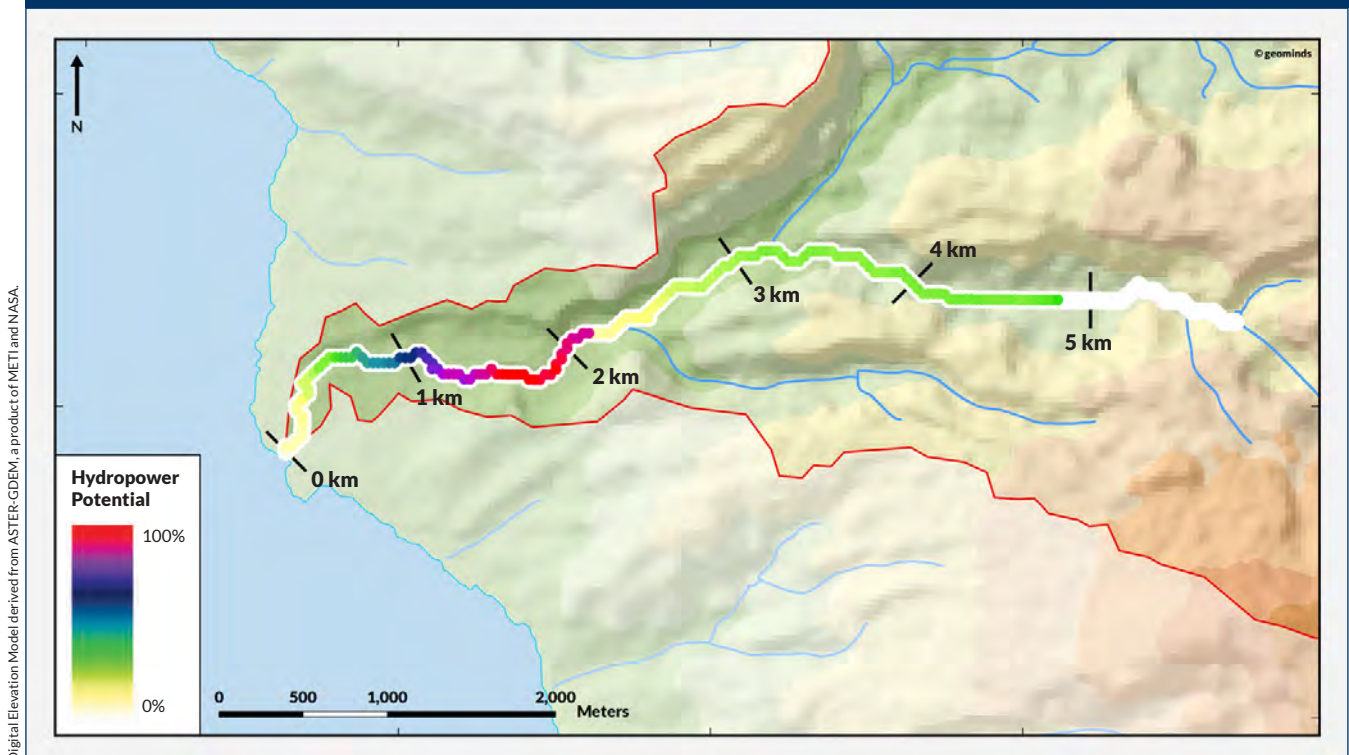 © geominds
N
4 km
3 km
5 km
2 km
1 km
0 km
Hydropower
Potential
100%
0%
0 500 1,000 2,000
Meters
Digital Elevation Model derived from ASTER-GDEM, a product of METI and NASA.